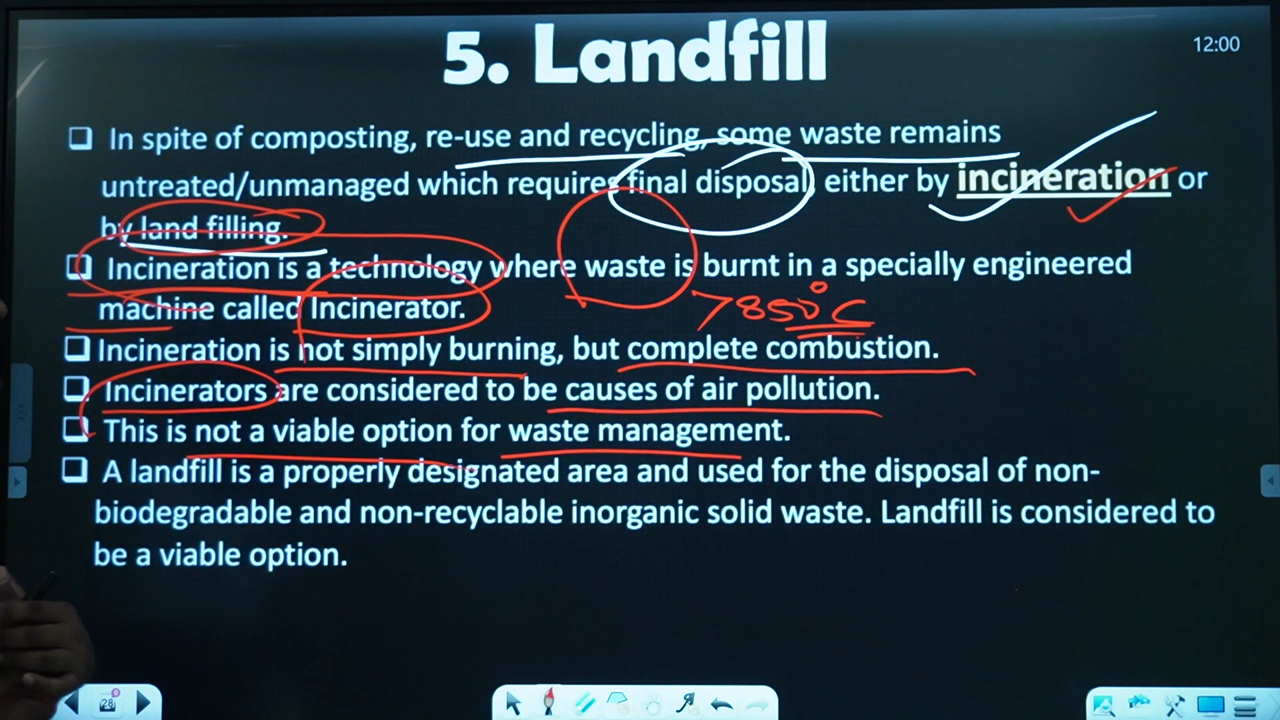 5. Landfill
12:00
In spite of composting, re-use and recycling, some waste remains
untreated/unmanaged which requires final disposal, either by incineration or
by land filling.
Incineration is a technology where waste is burnt in a specially engineered
machine called Incinerator.
7850°C
Incineration is not simply burning, but complete combustion.
Incinerators are considered to be causes of air pollution.
This is not a viable option for waste management.
A landfill is a properly designated area and used for the disposal of non-
biodegradable and non-recyclable inorganic solid waste. Landfill is considered to
be a viable option.
28